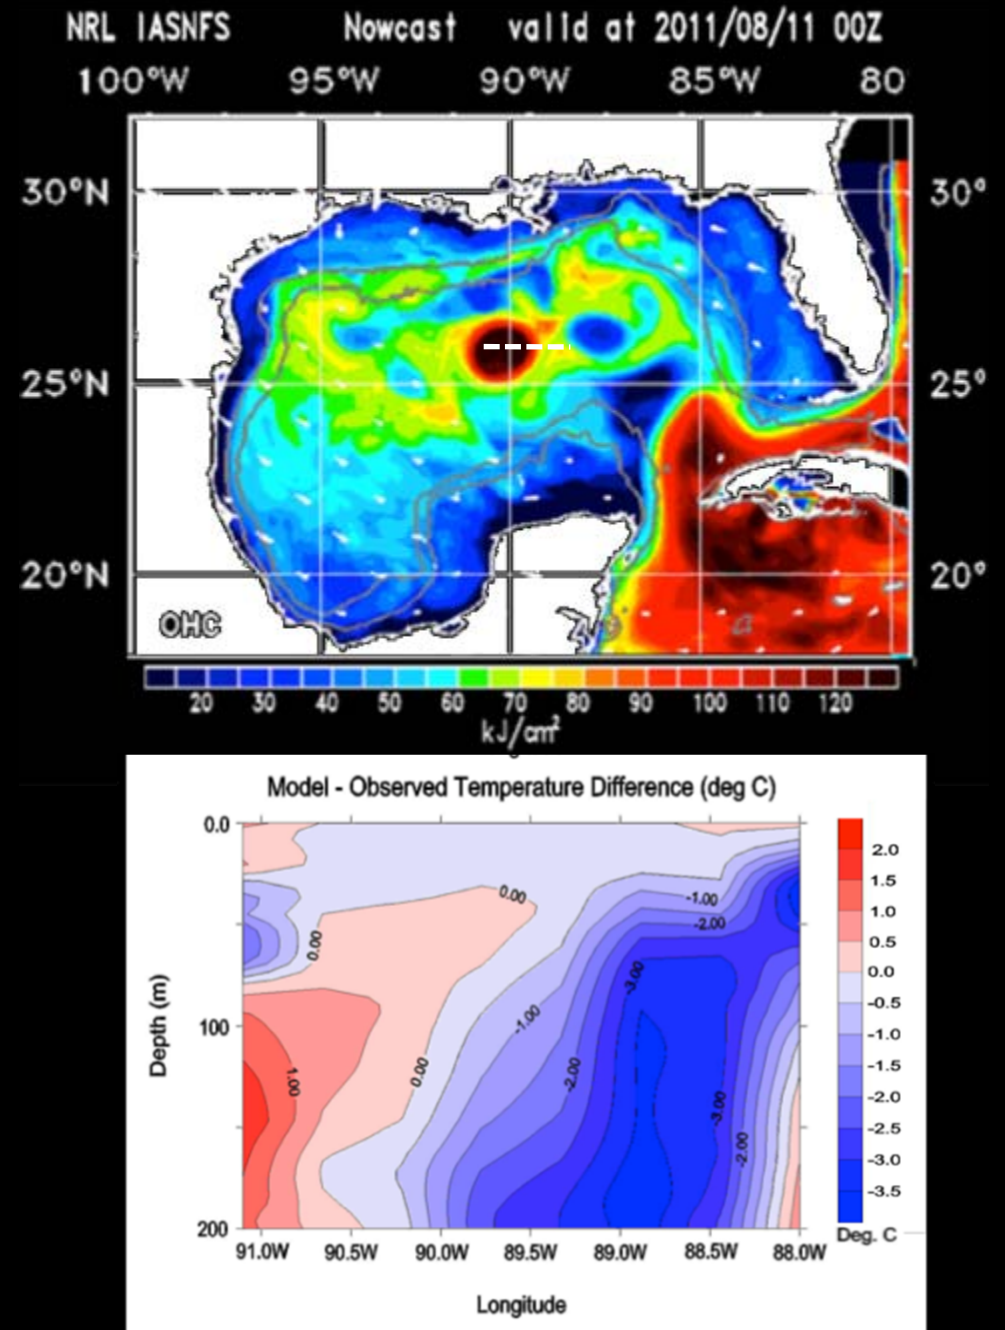 NRL IASNFS Nowcast valid at 2011/08/11 00Z
100°W 95°W 90°W 85°W 80
30°N 30°
25°N 25°
20°N 20°
OHC
20 30 40 50 60 70 80 90 100 110 120
kJ/cm²
Model - Observed Temperature Difference (deg C)
0.0
100
200
Depth (m)
0.00
-1.00
-2.00
0.00
-3.00
-1.00
0.00
-2.00
1.00
-3.00
-2.00
2.0
1.5
1.0
0.5
0.0
-0.5
-1.0
-1.5
-2.0
-2.5
-3.0
-3.5
Deg. C
91.0W 90.5W 90.0W 89.5W 89.0W 88.5W 88.0W
Longitude